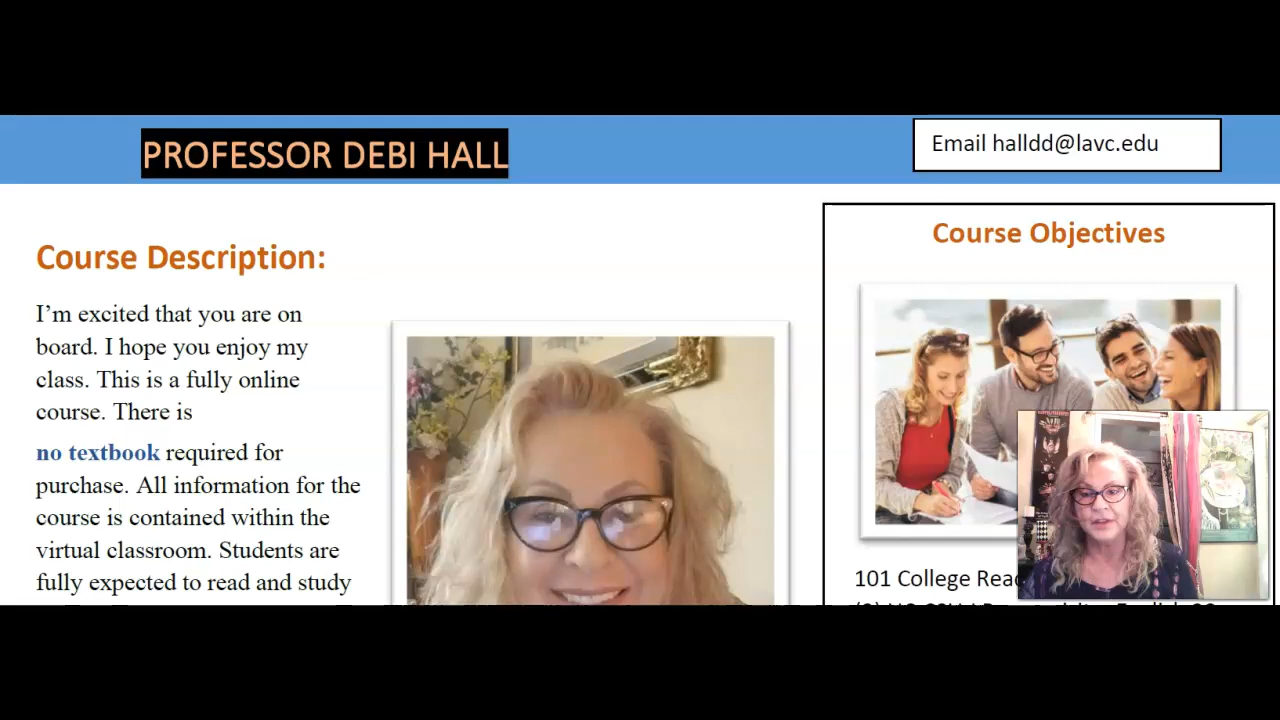 PROFESSOR DEBI HALL
Email halldd@lavc.edu
Course Description:
I’m excited that you are on
board. I hope you enjoy my
class. This is a fully online
course. There is
no textbook required for
purchase. All information for the
course is contained within the
virtual classroom. Students are
fully expected to read and study
Course Objectives
101 College